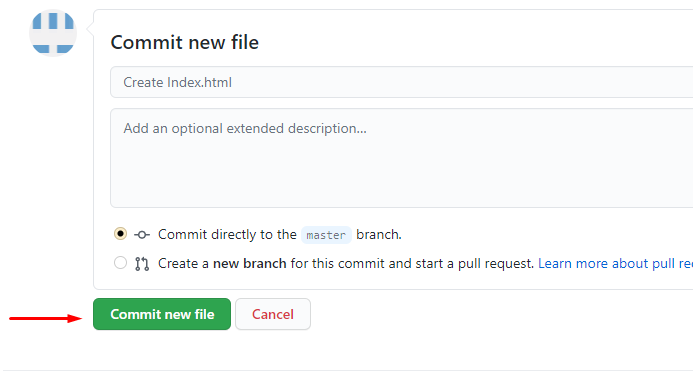 Commit new file
Create Index.html
Add an optional extended description...
Commit directly to the master branch.
Create a new branch for this commit and start a pull request. Learn more about pull re
Commit new file
Cancel